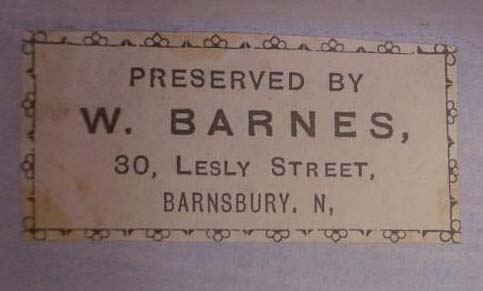 PRESERVED BY
W. BARNES,
30, LESLY STREET,
BARNSBURY. N,